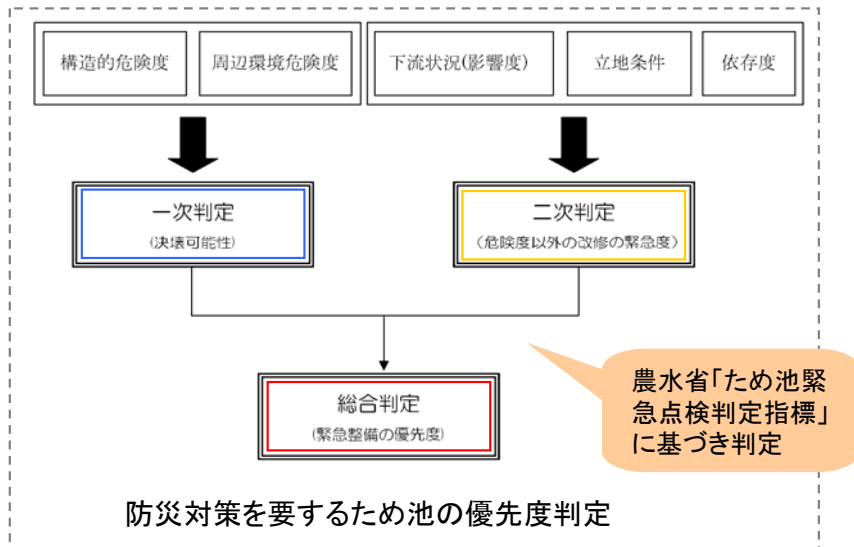 構造的危険度
周辺環境危険度
下流状況(影響度)
立地条件
依存度
一次判定
(決壊可能性)
二次判定
(危険度以外の改修の緊急度)
総合判定
(緊急整備の優先度)
農水省「ため池緊
急点検判定指標」
に基づき判定
防災対策を要するため池の優先度判定